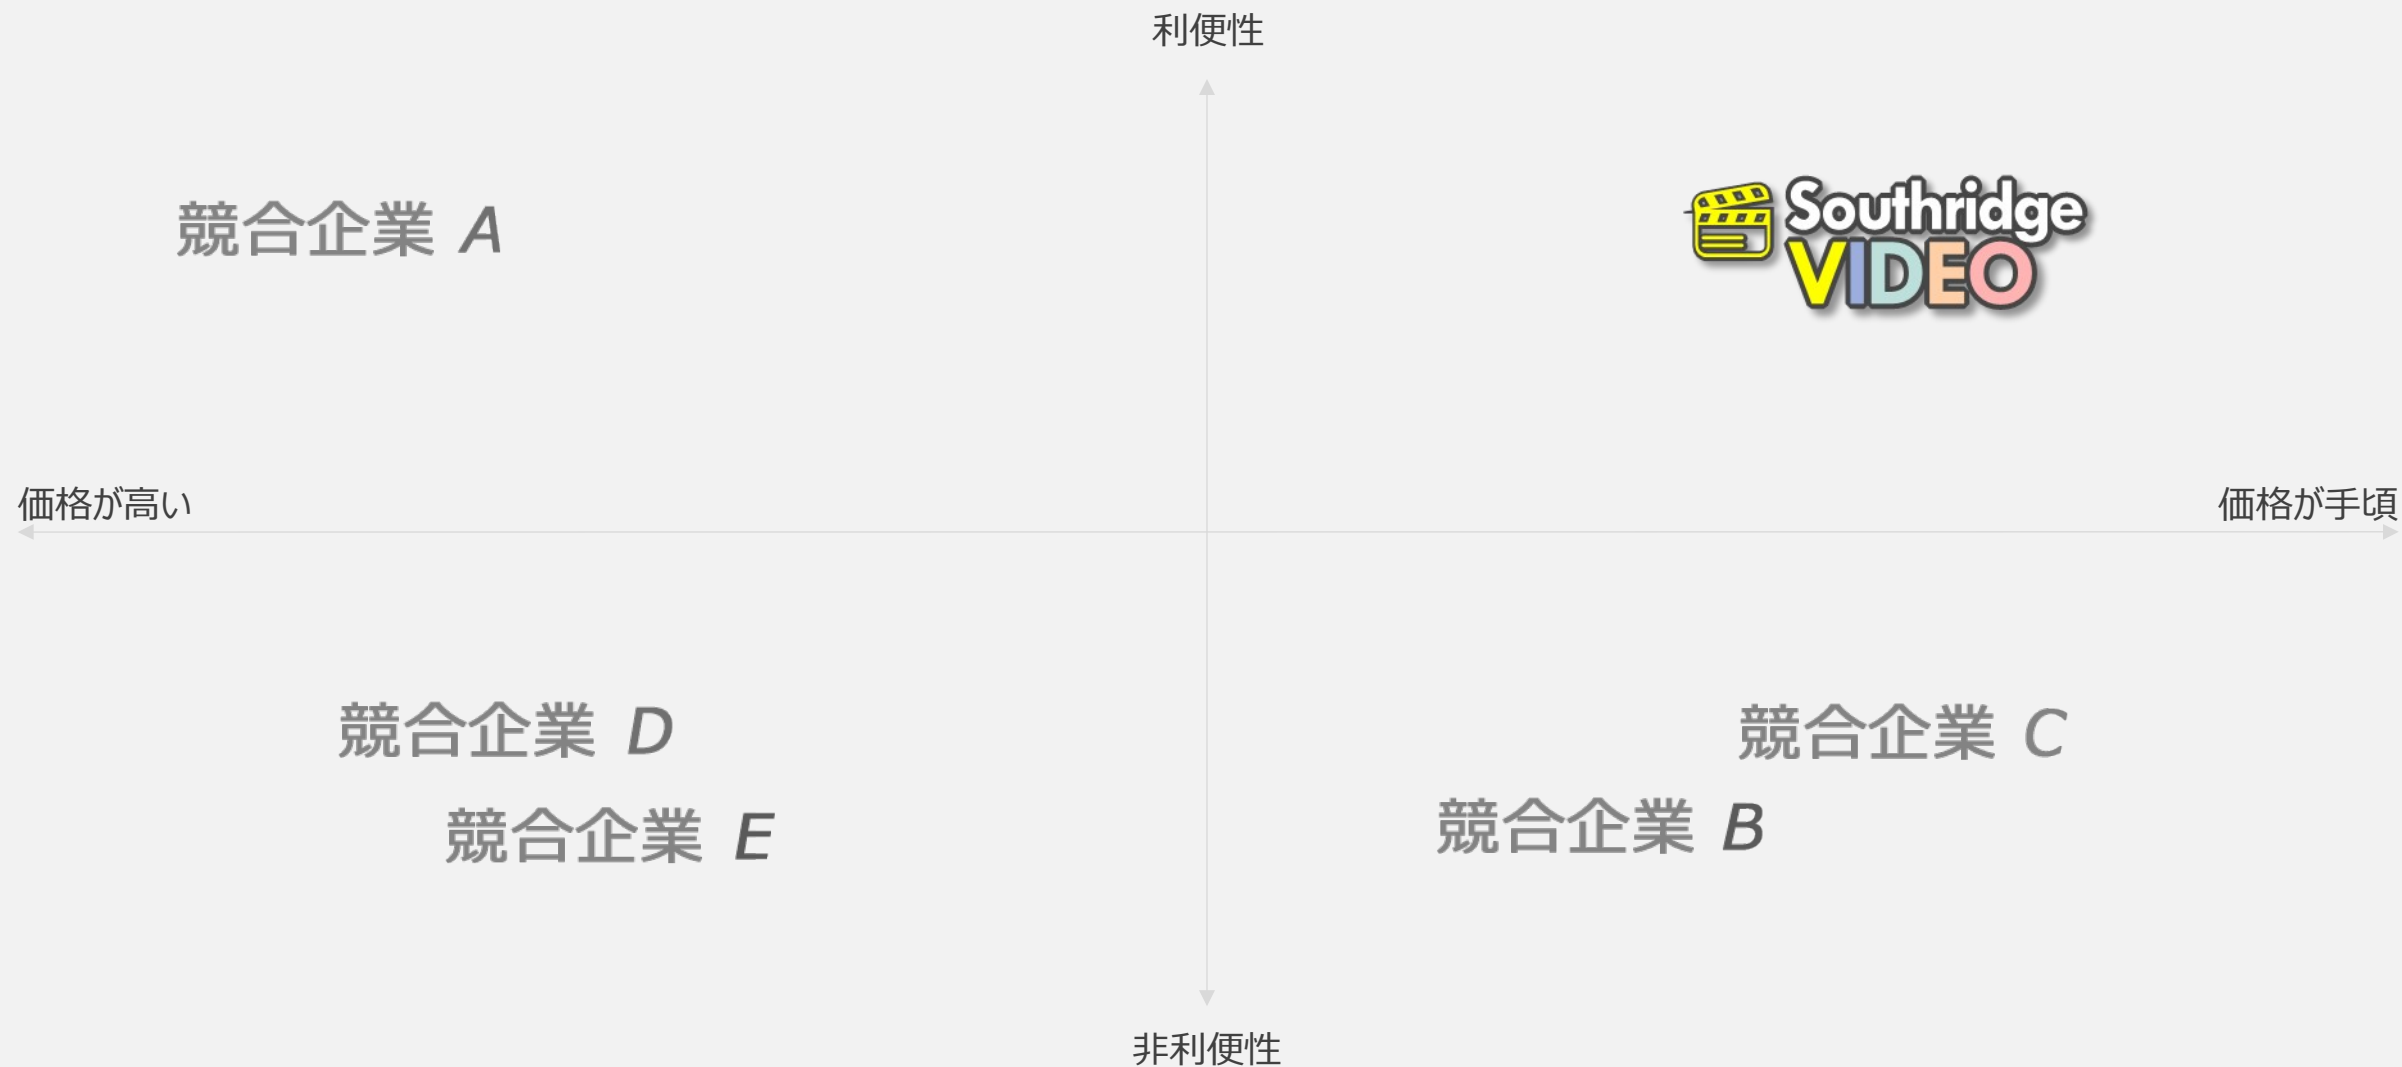 利便性
競合企業 A
Southridge
VIDEO
価格が高い
価格が手頃
競合企業 D
競合企業 C
競合企業 B
競合企業 E
非利便性